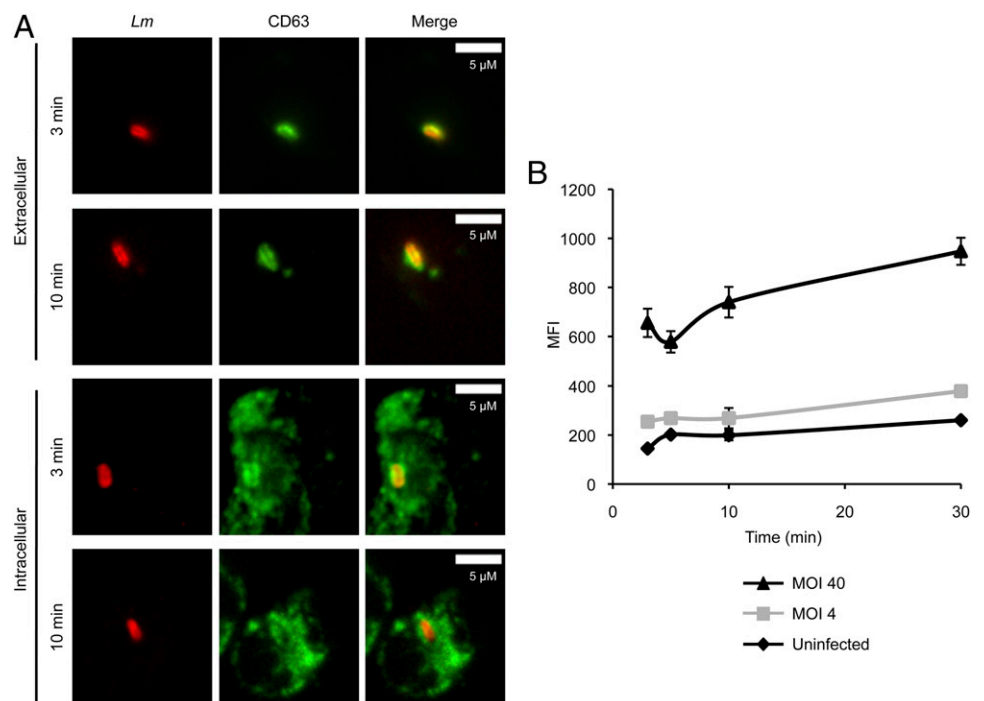 A
Lm CD63 Merge
Extracellular
3 min
5 µM
10 min
5 µM
Intracellular
3 min
5 µM
10 min
5 µM
B
MFI
1200
1000
800
600
400
200
0
0 10 20 30
Time (min)
MOI 40
MOI 4
Uninfected